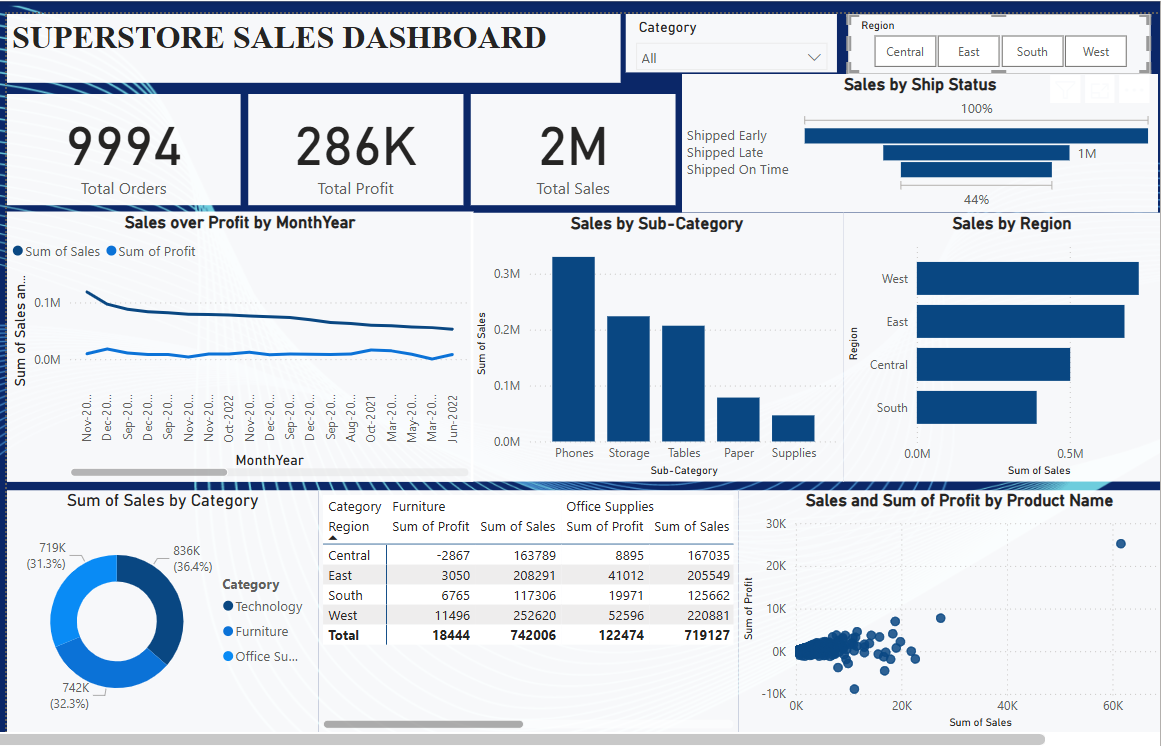 SUPERSTORE SALES DASHBOARD
Category
All
Region
Central East South West
9994
Total Orders
286K
Total Profit
2M
Total Sales
Sales by Ship Status
100%
Shipped Early
Shipped Late
1M
Shipped On Time
44%
Sales over Profit by MonthYear
Sum of Sales Sum of Profit
Sum of Sales an...
0.1M
0.0M
Nov-20... Dec-20... Sep-20... Dec-20... Sep-20... Nov-20... Nov-20... Oct-2022 Nov-20... Dec-20... Sep-20... Dec-20... Sep-20... Aug-20... Oct-2021 Mar-20... May-20... Mar-20... Jun-2022
MonthYear
Sales by Sub-Category
Sum of Sales
0.3M
0.2M
0.1M
0.0M
Phones Storage Tables Paper Supplies
Sub-Category
Sales by Region
Region
West
East
Central
South
0.0M 0.5M
Sum of Sales
Sum of Sales by Category
719K
(31.3%)
836K
(36.4%)
742K
(32.3%)
Category
Technology
Furniture
Office Su...
Category Furniture Office Supplies
Region Sum of Profit Sum of Sales Sum of Profit Sum of Sales
Central -2867 163789 8895 167035
East 3050 208291 41012 205549
South 6765 117306 19971 125662
West 11496 252620 52596 220881
Total 18444 742006 122474 719127
Sales and Sum of Profit by Product Name
Sum of Profit
30K
20K
10K
0K
-10K
0K 20K 40K 60K
Sum of Sales